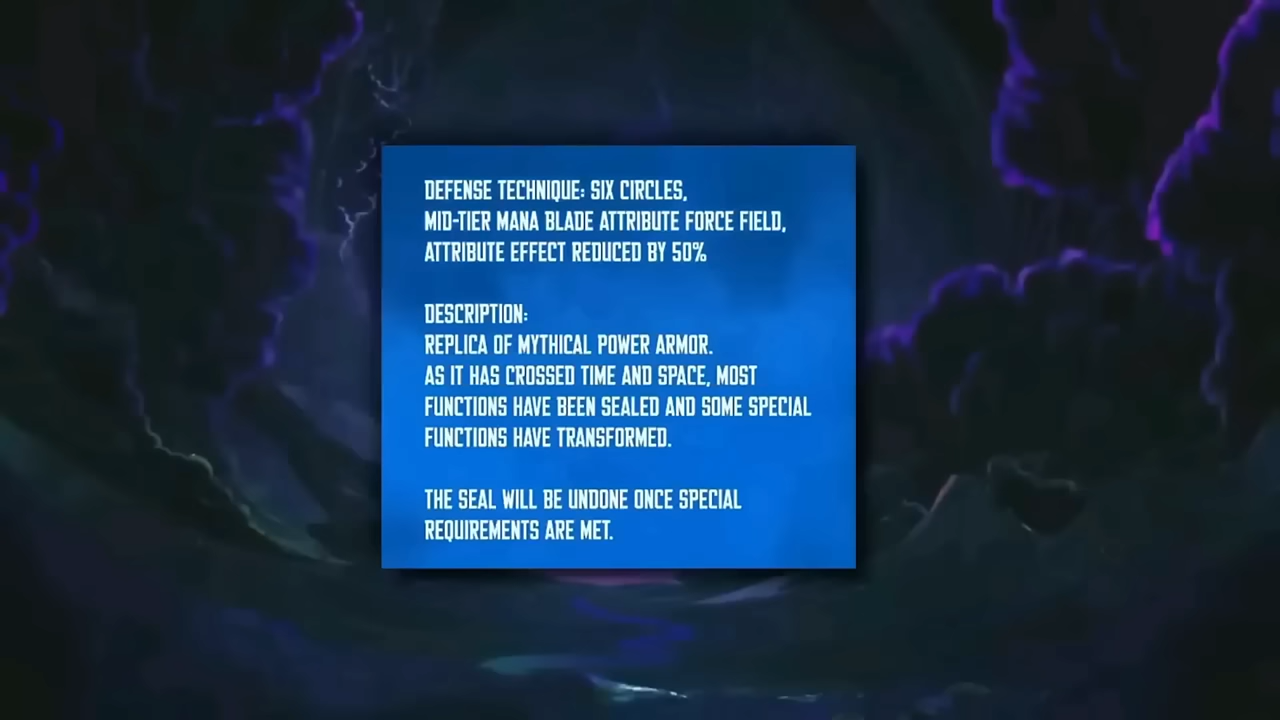 DEFENSE TECHNIQUE: SIX CIRCLES,
MID-TIER MANA BLADE ATTRIBUTE FORCE FIELD,
ATTRIBUTE EFFECT REDUCED BY 50%
DESCRIPTION:
REPLICA OF MYTHICAL POWER ARMOR.
AS IT HAS CROSSED TIME AND SPACE, MOST
FUNCTIONS HAVE BEEN SEALED AND SOME SPECIAL
FUNCTIONS HAVE TRANSFORMED.
THE SEAL WILL BE UNDONE ONCE SPECIAL
REQUIREMENTS ARE MET.